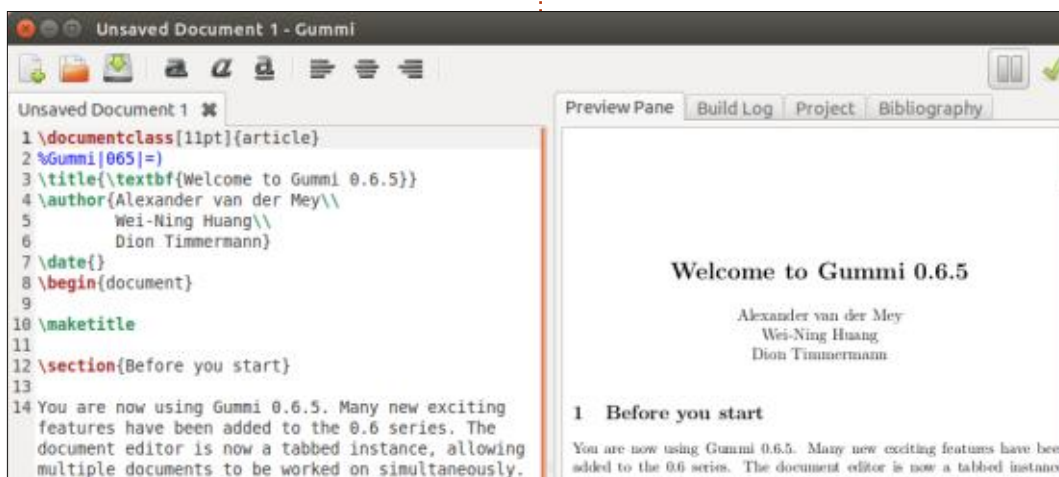 Unsaved Document 1 - Gummi
a a a
Unsaved Document 1
1 \documentclass[11pt]{article}
2 %Gummi|065|=)
3 \title{\textbf{Welcome to Gummi 0.6.5}}
4 \author{Alexander van der Mey\\
5 Wei-Ning Huang\\
6 Dion Timmermann}
7 \date{}
8 \begin{document}
9
10 \maketitle
11
12 \section{Before you start}
13
14 You are now using Gummi 0.6.5. Many new exciting
features have been added to the 0.6 series. The
document editor is now a tabbed instance, allowing
multiple documents to be worked on simultaneously.
Preview Pane Build Log Project Bibliography
Welcome to Gummi 0.6.5
Alexander van der Mey
Wei-Ning Huang
Dion Timmermann
1 Before you start
You are now using Gummi 0.6.5. Many new exciting features have bee
added to the 0.6 series. The document editor is now a tabbed instance